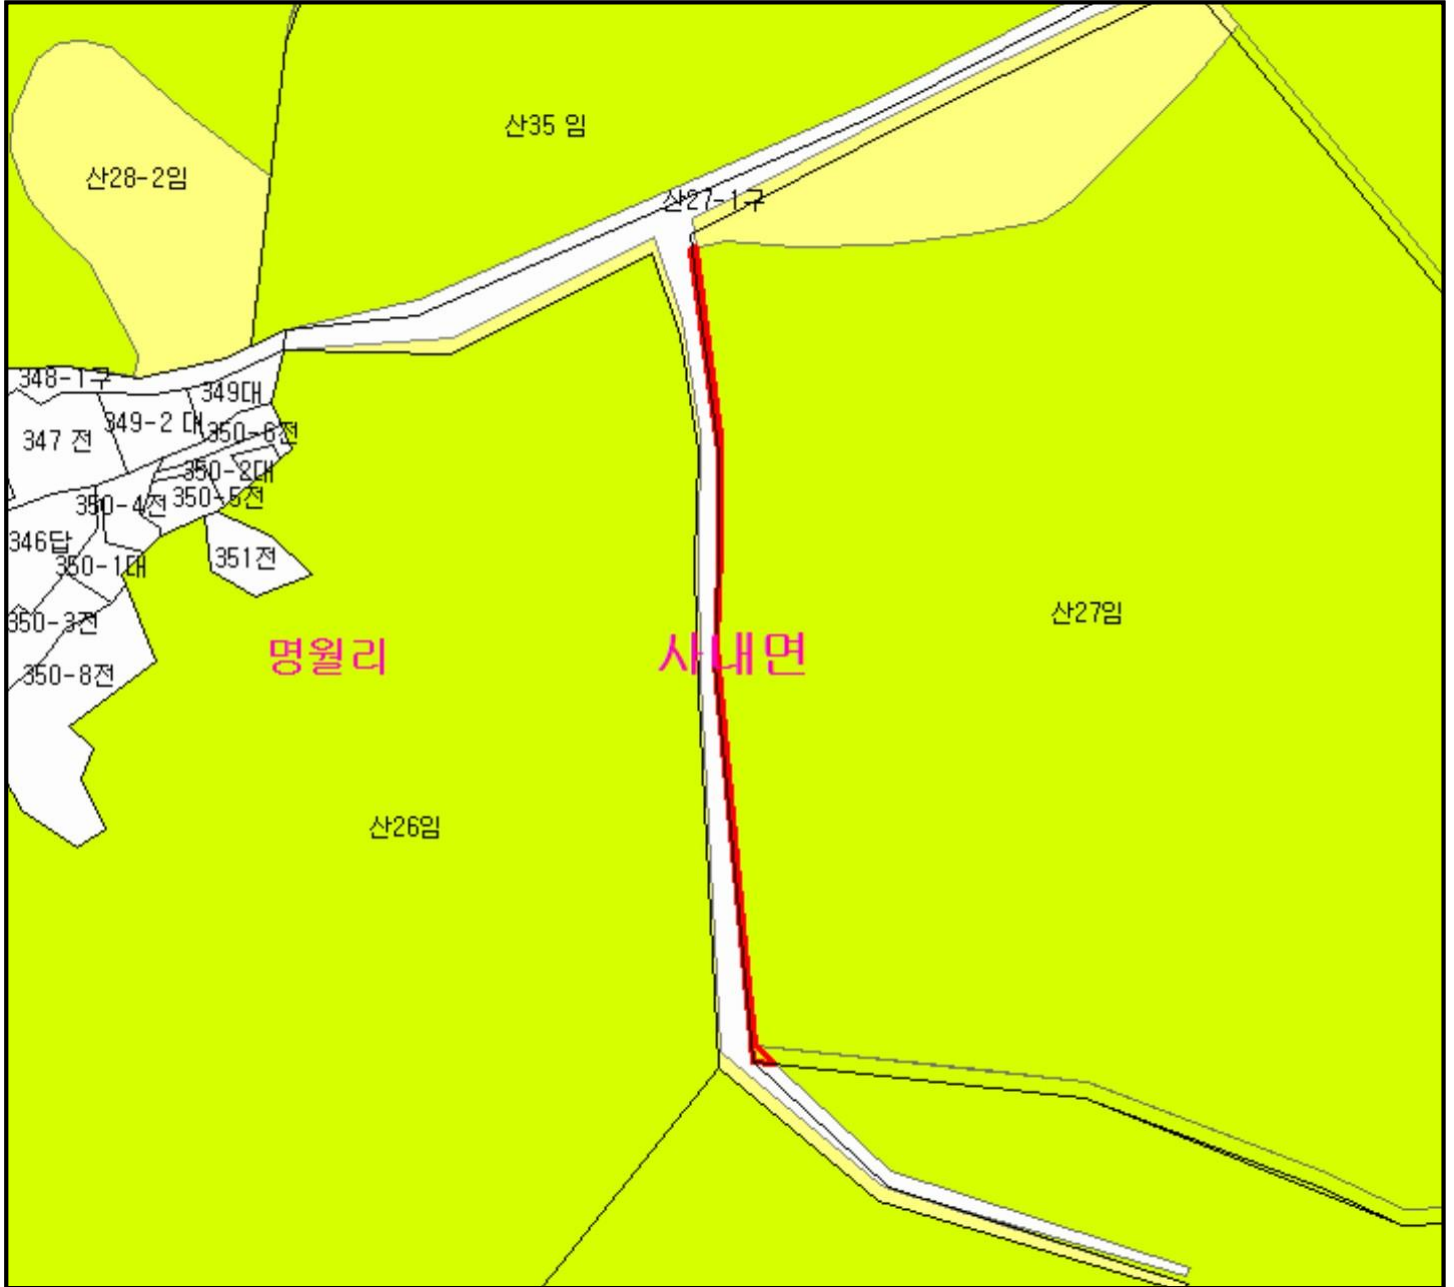 산35 임
산28-2임
산27-1구
348-1구
349대
349-2 대
350-6전
347 전
350-2대
350-5전
350-4전
346답
351전
350-1대
산27임
350-3전
명월리
사내면
350-8전
산26임